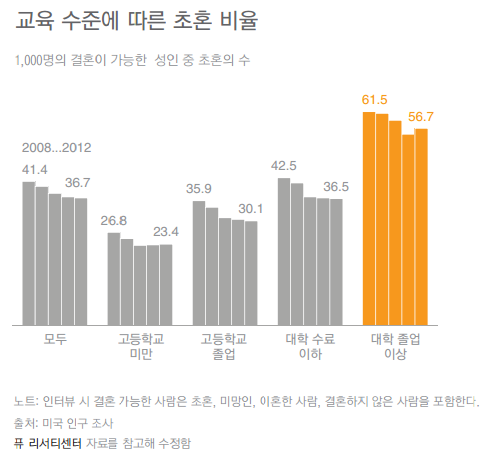 교육 수준에 따른 초혼 비율
1,000명의 결혼이 가능한 성인 중 초혼의 수
61.5
56.7
2008...2012
41.4
36.7
42.5
36.5
35.9
30.1
26.8
23.4
모두
고등학교
미만
고등학교
졸업
대학 수료
이하
대학 졸업
이상
노트: 인터뷰 시 결혼 가능한 사람은 초혼, 미망인, 이혼한 사람, 결혼하지 않은 사람을 포함한다.
출처: 미국 인구 조사
퓨 리서티센터 자료를 참고해 수정함